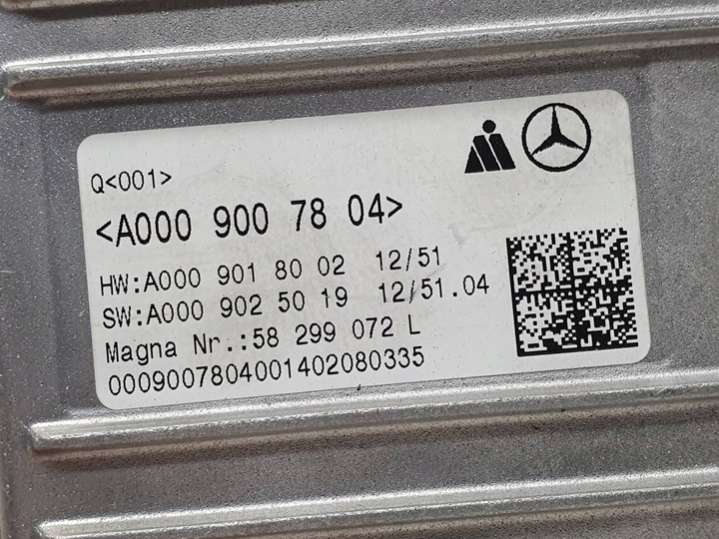 Q<001>
<A000 900 78 04>
HW:A000 901 80 02 12/51
SW:A000 902 50 19 12/51.04
Magna Nr.:58 299 072 L
0009007804001402080335